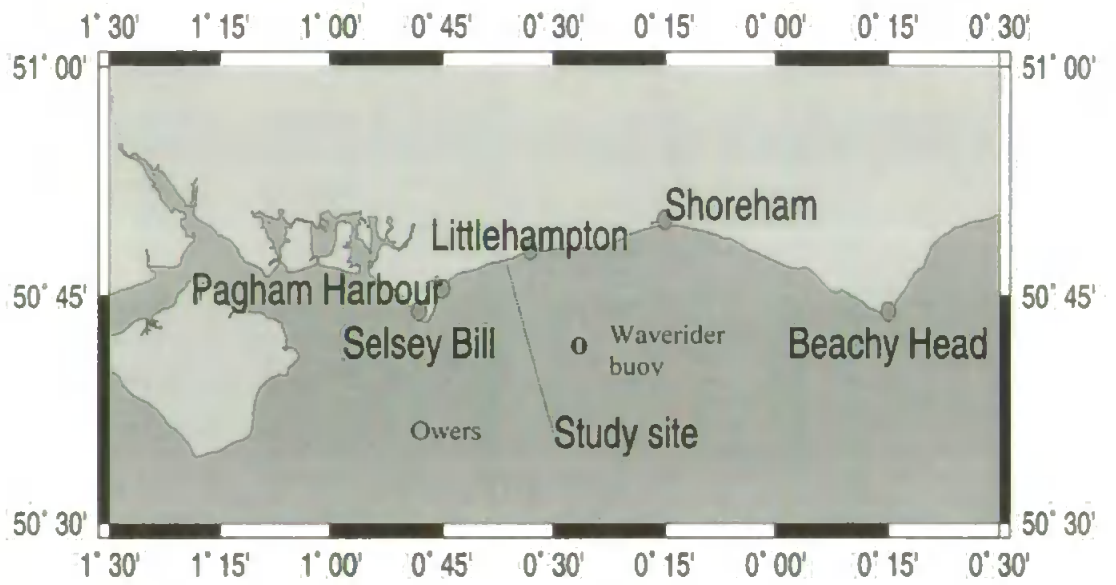 1° 30' 1° 15' 1° 00' 0° 45' 0° 30' 0° 15' 0° 00' 0° 15' 0° 30'
51° 00' 51° 00'
Shoreham
Littlehampton
Pagham Harbour
50° 45' 50° 45'
Selsey Bill
Waverider
buoy
Beachy Head
Owers
Study site
50° 30' 50° 30'
1° 30' 1° 15' 1° 00' 0° 45' 0° 30' 0° 15' 0° 00' 0° 15' 0° 30'